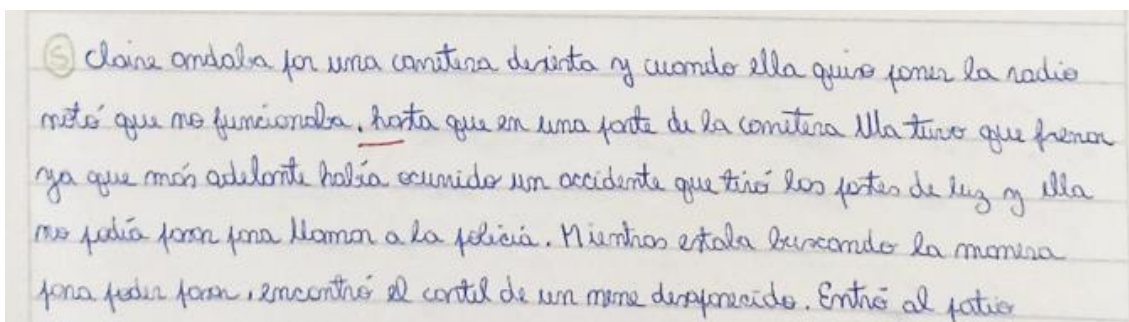 ⑤ Claire andaba por una carretera desierta y cuando ella quiso poner la radio
notó que no funcionaba, hasta que en una parte de la carretera ella tuvo que frenar
ya que más adelante había ocurrido un accidente que tiró los postes de luz y ella
no podía pasar para llamar a la policía. Mientras estaba buscando la manera
para poder pasar, encontró el cartel de un nene desaparecido. Entró al patio